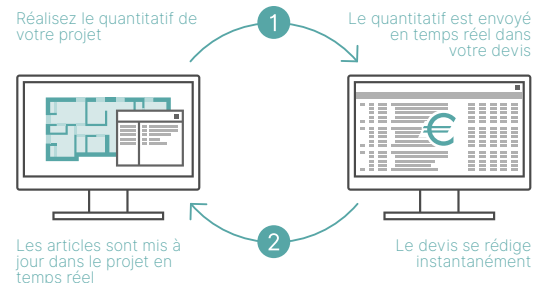 Réalisez le quantitatif de
votre projet
1
Le quantitatif est envoyé
en temps réel dans
votre devis
€
Les articles sont mis à
jour dans le projet en
temps réel
2
Le devis se rédige
instantanément